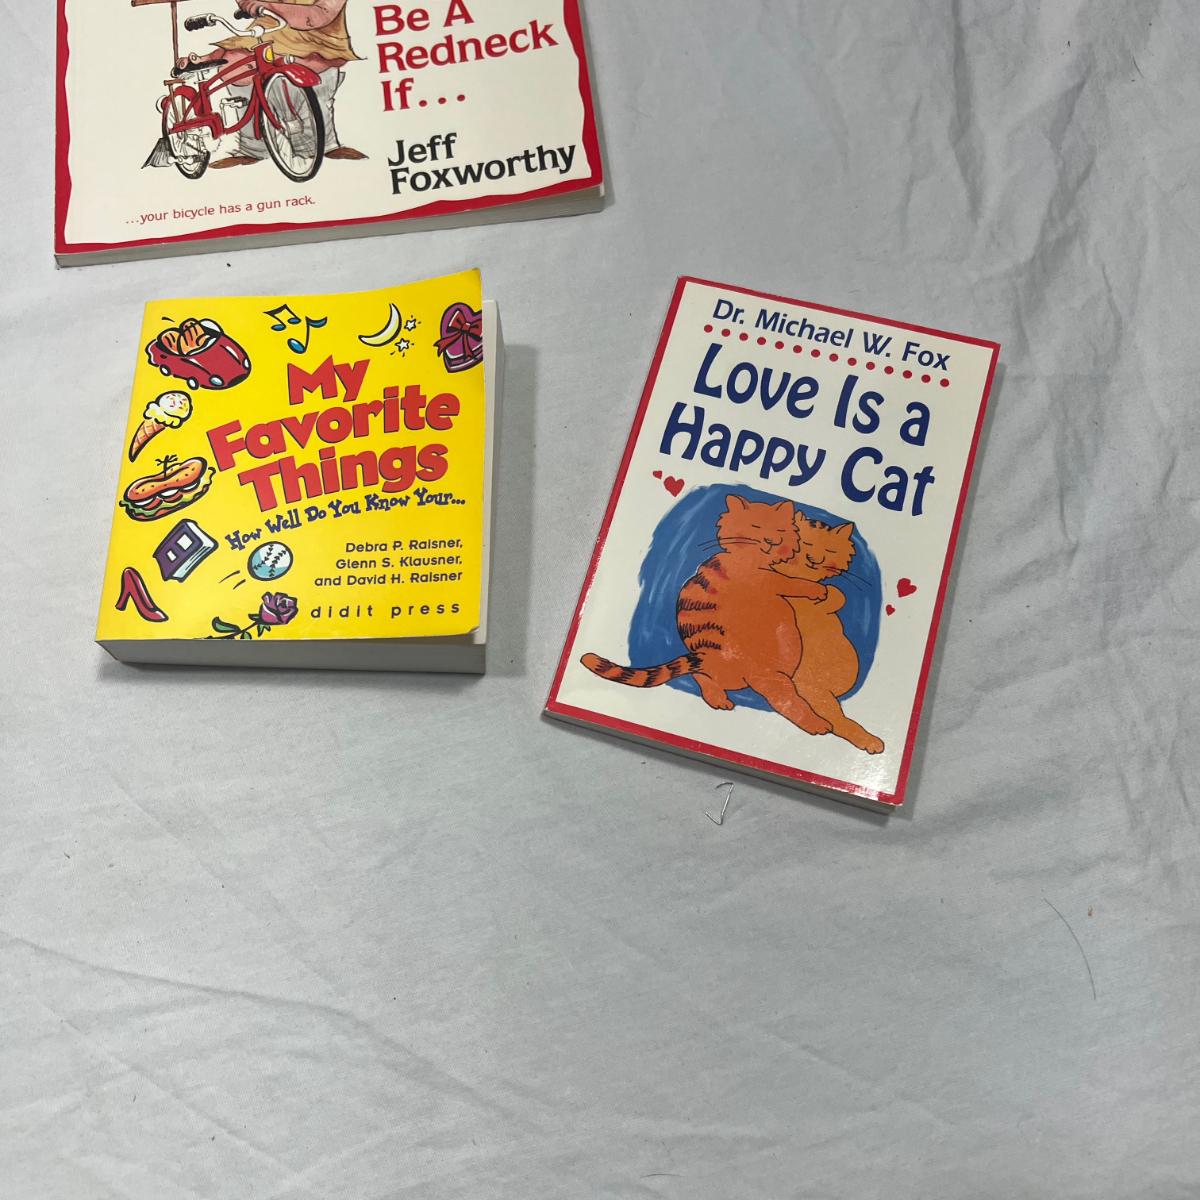 Be A
Redneck
If...
Jeff
Foxworthy
...your bicycle has a gun rack.
My
Favorite
Things
How Well Do You Know Your...
Debra P. Raisner,
Glenn S. Klausner,
and David H. Raisner
didit press
Dr. Michael W. Fox
Love Is a
Happy Cat